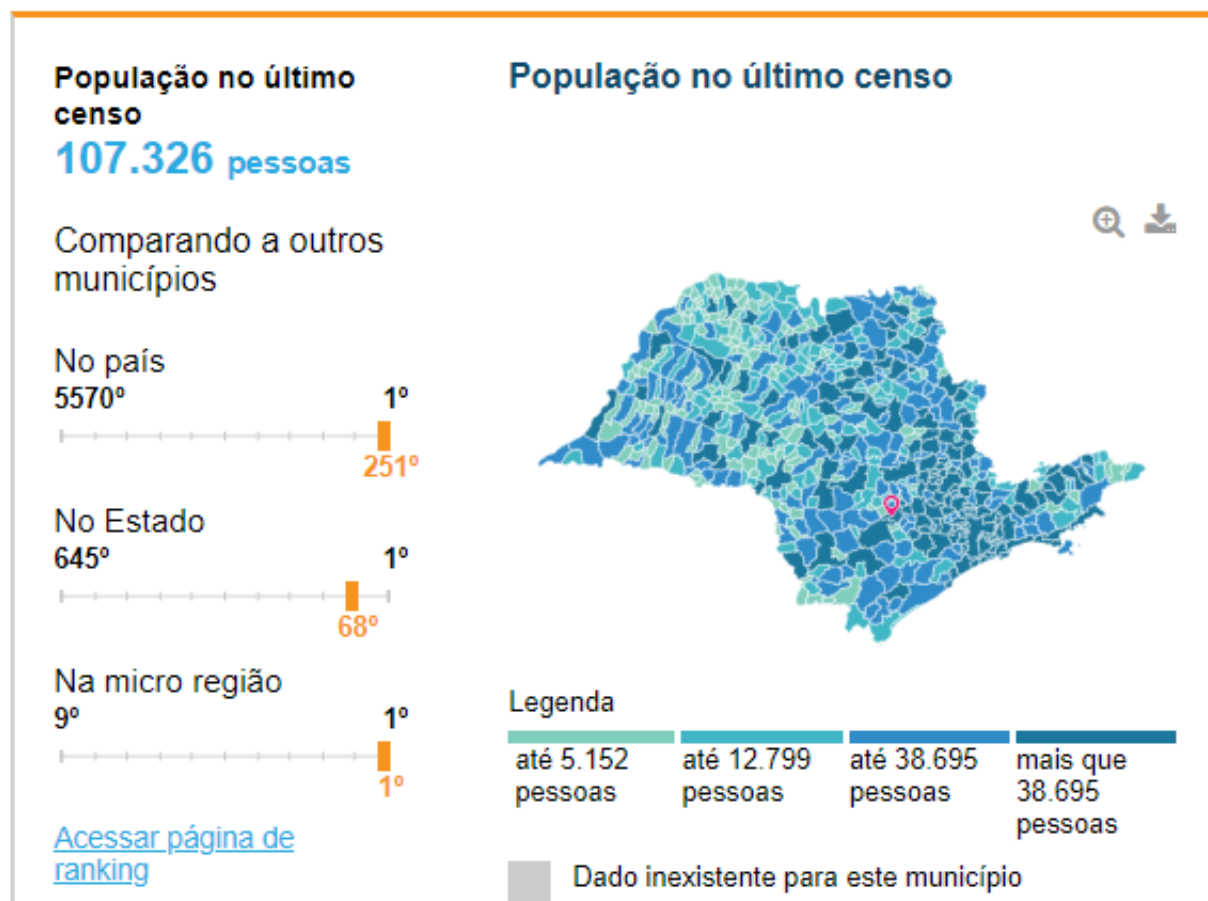 População no último
censo
107.326 pessoas
Comparando a outros
municípios
No país
5570º 1º
251º
No Estado
645º 1º
68º
Na micro região
9º 1º
1º
Acessar página de
ranking
População no último censo
Legenda
até 5.152
pessoas
até 12.799
pessoas
até 38.695
pessoas
mais que
38.695
pessoas
Dado inexistente para este município